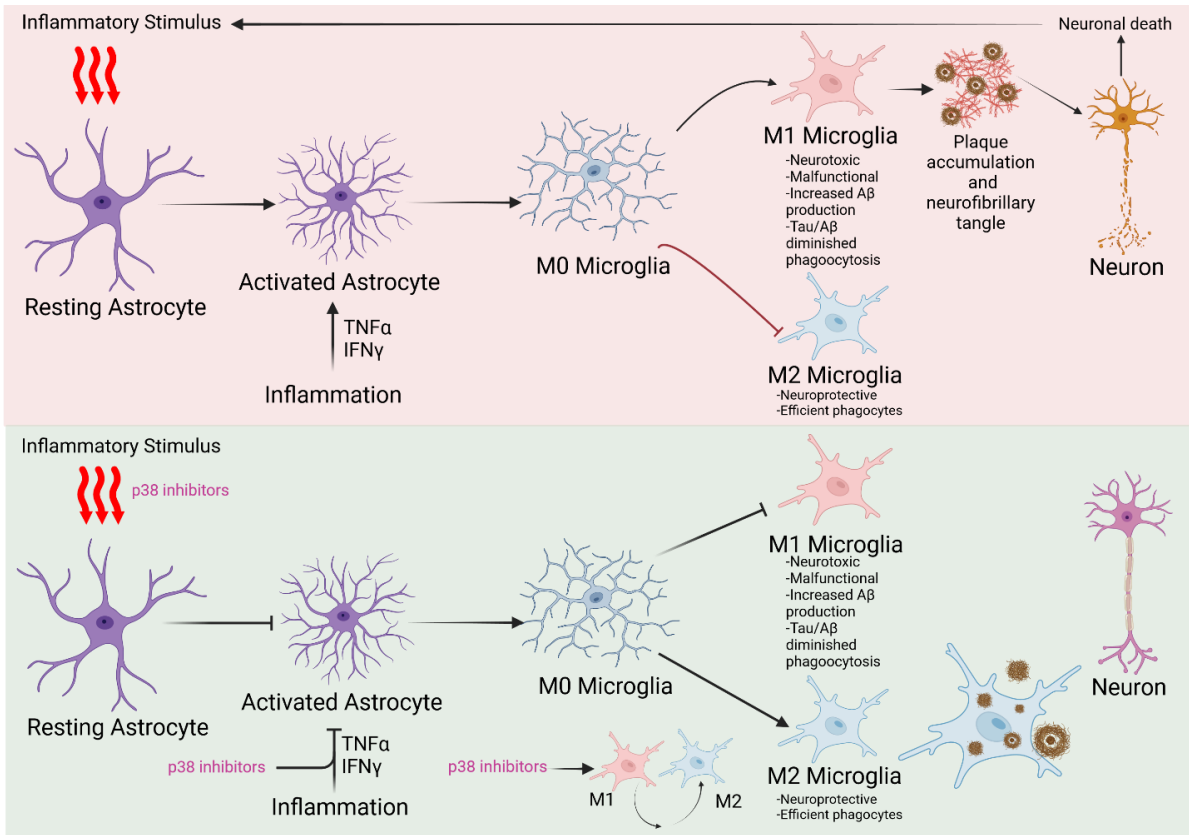 Inflammatory Stimulus
Neuronal death
Resting Astrocyte
Activated Astrocyte
TNFα
IFNγ
Inflammation
M0 Microglia
M1 Microglia
-Neurotoxic
-Malfunctional
-Increased Aβ
production
-Tau/Aβ
diminished
phagoocytosis
Plaque
accumulation
and
neurofibrillary
tangle
Neuron
M2 Microglia
-Neuroprotective
-Efficient phagocytes
Inflammatory Stimulus
p38 inhibitors
Resting Astrocyte
Activated Astrocyte
TNFα
IFNγ
p38 inhibitors
Inflammation
M0 Microglia
p38 inhibitors
M1
M2
M1 Microglia
-Neurotoxic
-Malfunctional
-Increased Aβ
production
-Tau/Aβ
diminished
phagoocytosis
M2 Microglia
-Neuroprotective
-Efficient phagocytes
Neuron